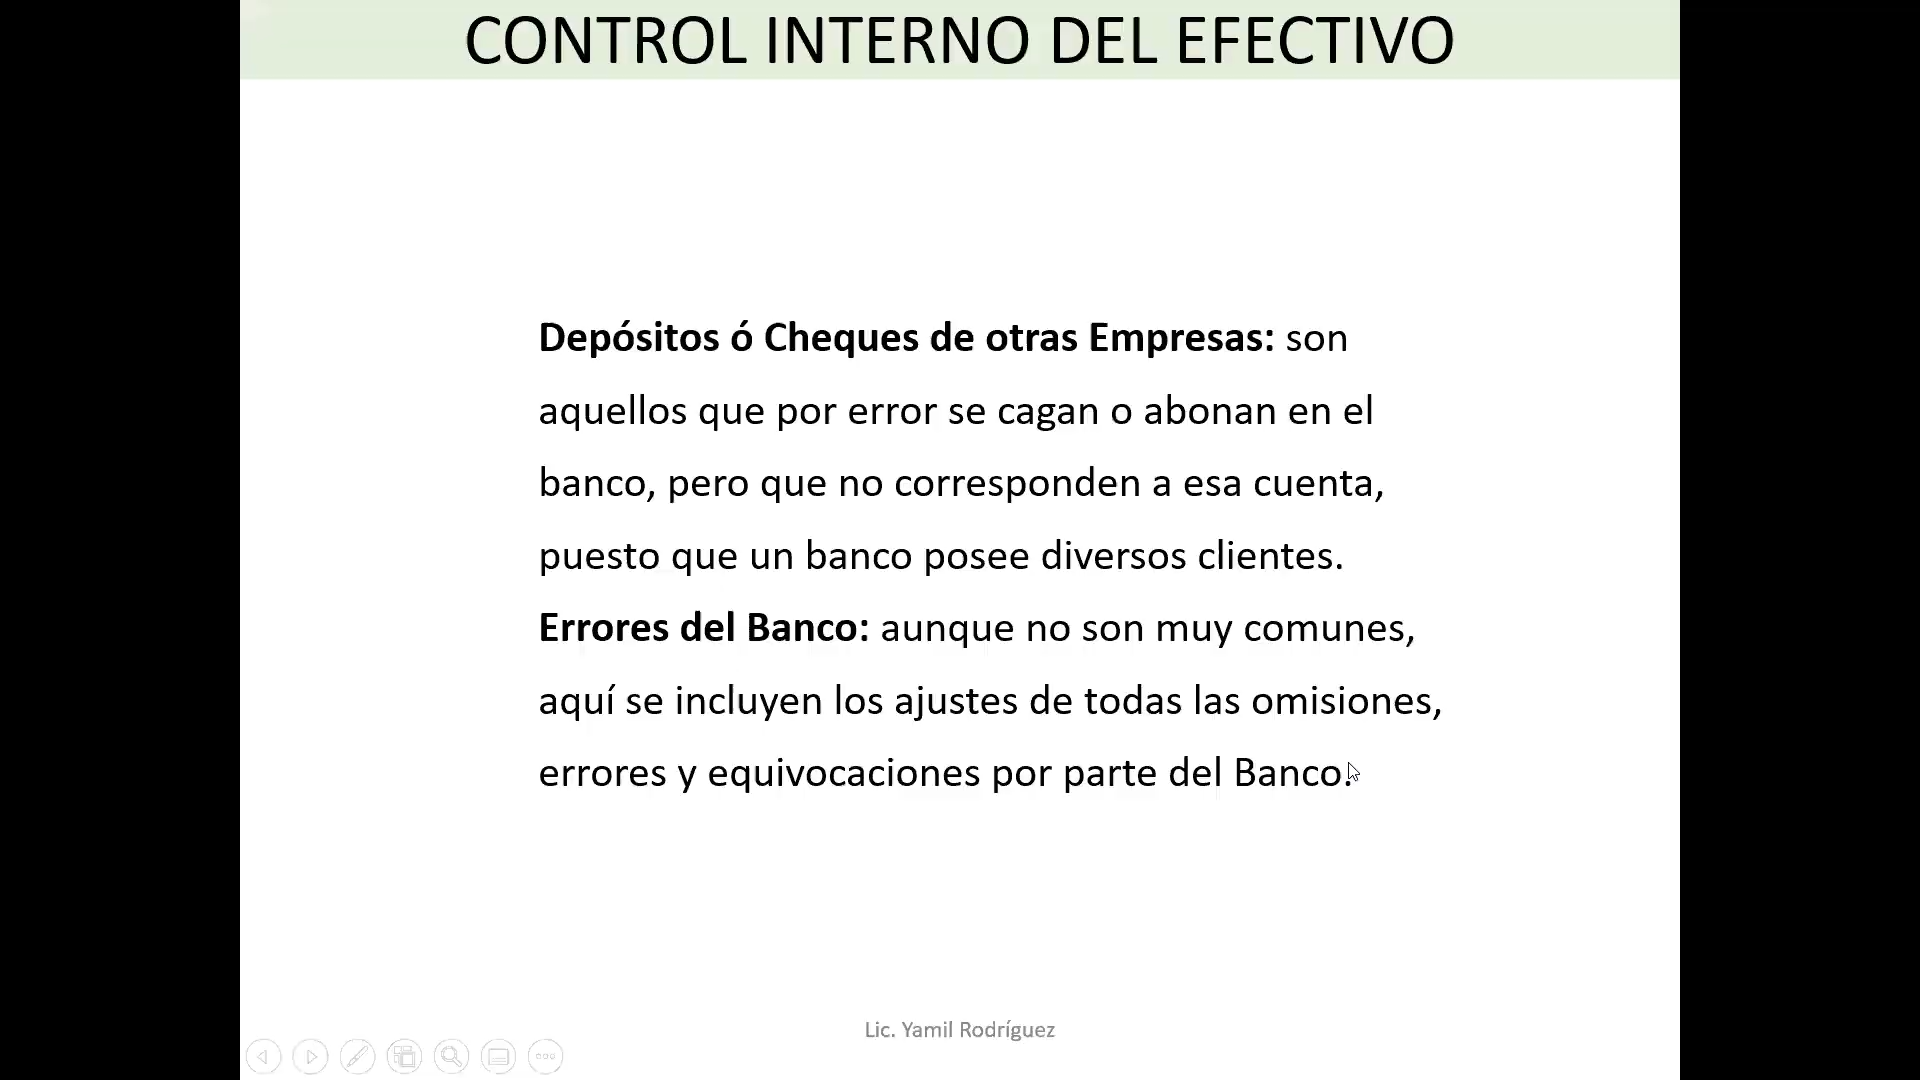 CONTROL INTERNO DEL EFECTIVO
Depósitos ó Cheques de otras Empresas: son
aquellos que por error se cagan o abonan en el
banco, pero que no corresponden a esa cuenta,
puesto que un banco posee diversos clientes.
Errores del Banco: aunque no son muy comunes,
aquí se incluyen los ajustes de todas las omisiones,
errores y equivocaciones por parte del Banco.
Lic. Yamil Rodríguez